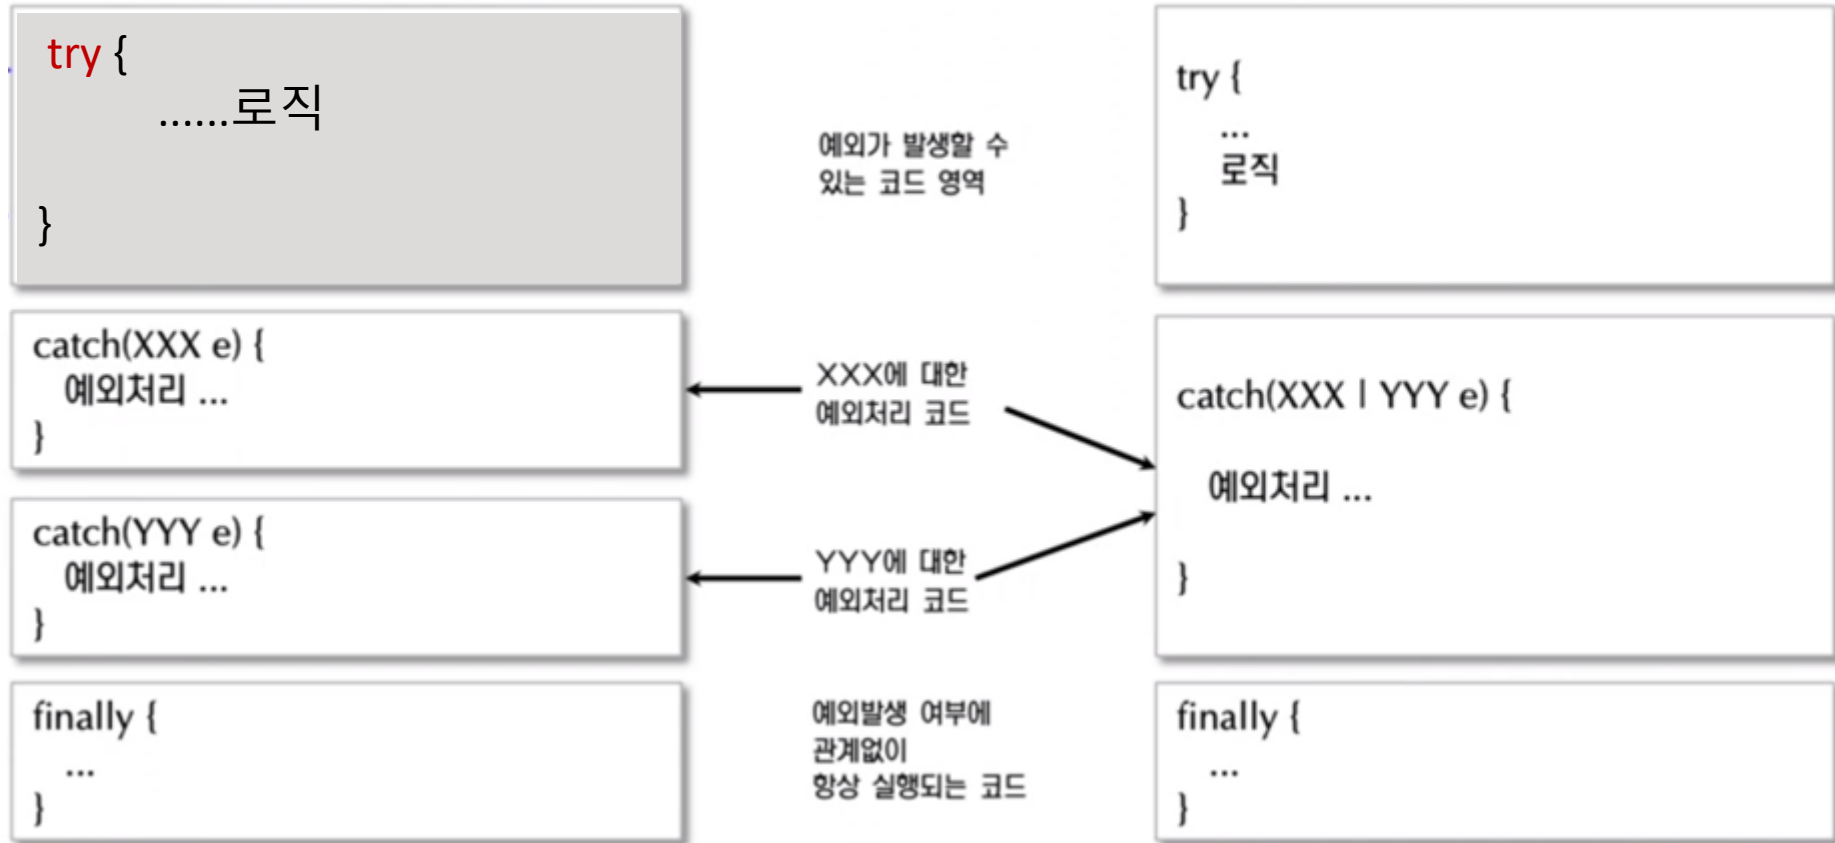 try {
......로직
}
catch(XXX e) {
예외처리 ...
}
catch(YYY e) {
예외처리 ...
}
finally {
...
}
예외가 발생할 수
있는 코드 영역
XXX에 대한
예외처리 코드
YYY에 대한
예외처리 코드
예외발생 여부에
관계없이
항상 실행되는 코드
try {
...
로직
}
catch(XXX | YYY e) {
예외처리 ...
}
finally {
...
}